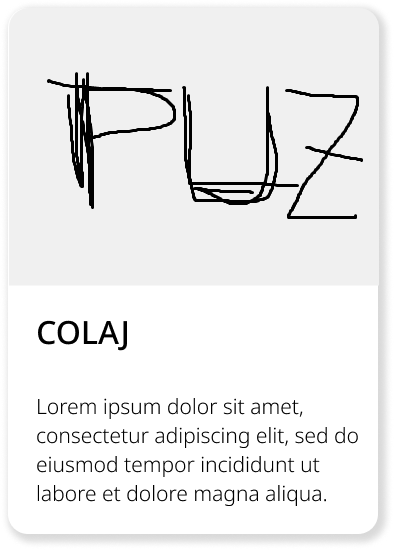 PUZ
COLAJ
Lorem ipsum dolor sit amet,
consectetur adipiscing elit, sed do
eiusmod tempor incididunt ut
labore et dolore magna aliqua.